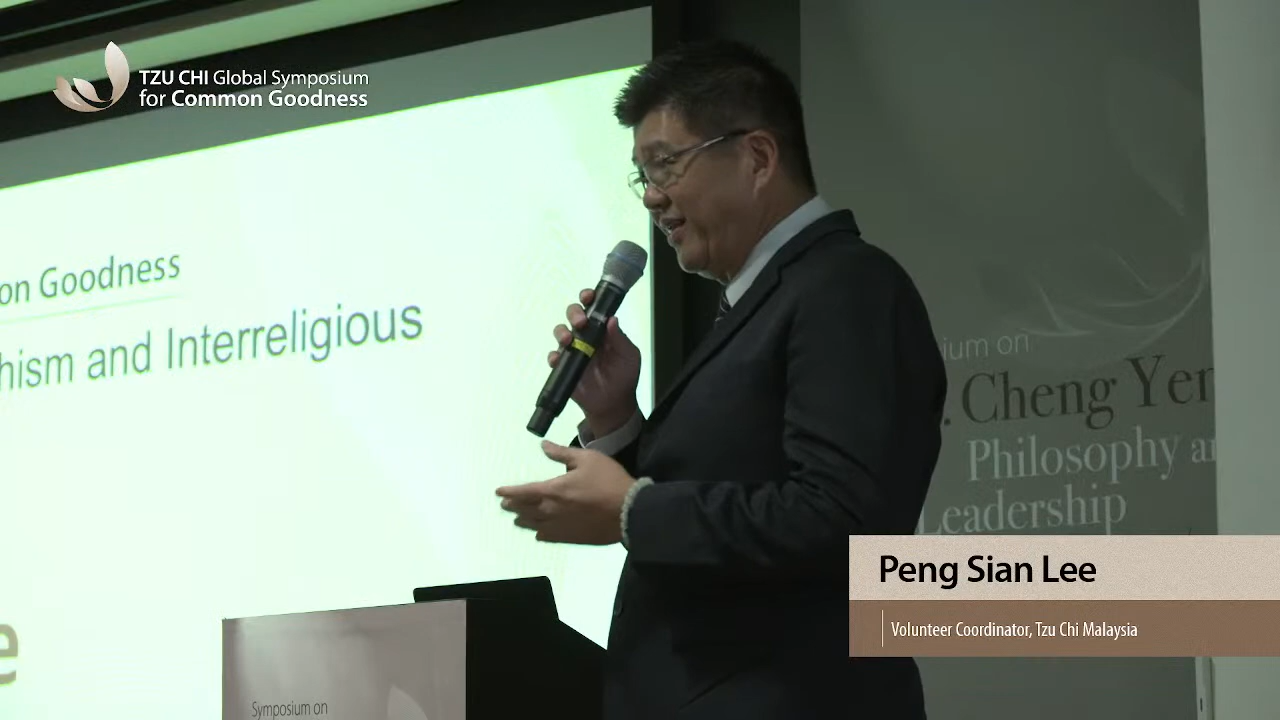 TZU CHI Global Symposium
for Common Goodness
on Goodness
hism and Interreligious
e
ium on
. Cheng Yen
Philosophy a
Leadership
Peng Sian Lee
Volunteer Coordinator, Tzu Chi Malaysia
Symposium on